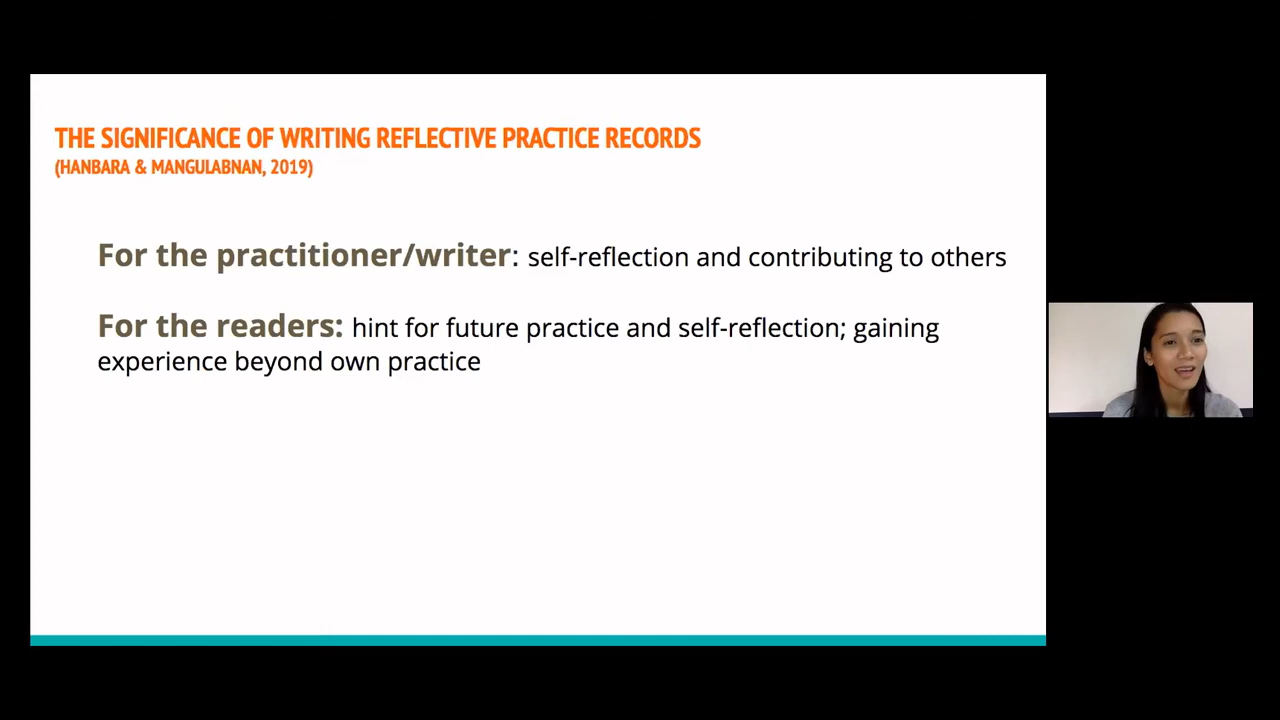 THE SIGNIFICANCE OF WRITING REFLECTIVE PRACTICE RECORDS
(HANBARA & MANGULABNAN, 2019)
For the practitioner/writer: self-reflection and contributing to others
For the readers: hint for future practice and self-reflection; gaining
experience beyond own practice